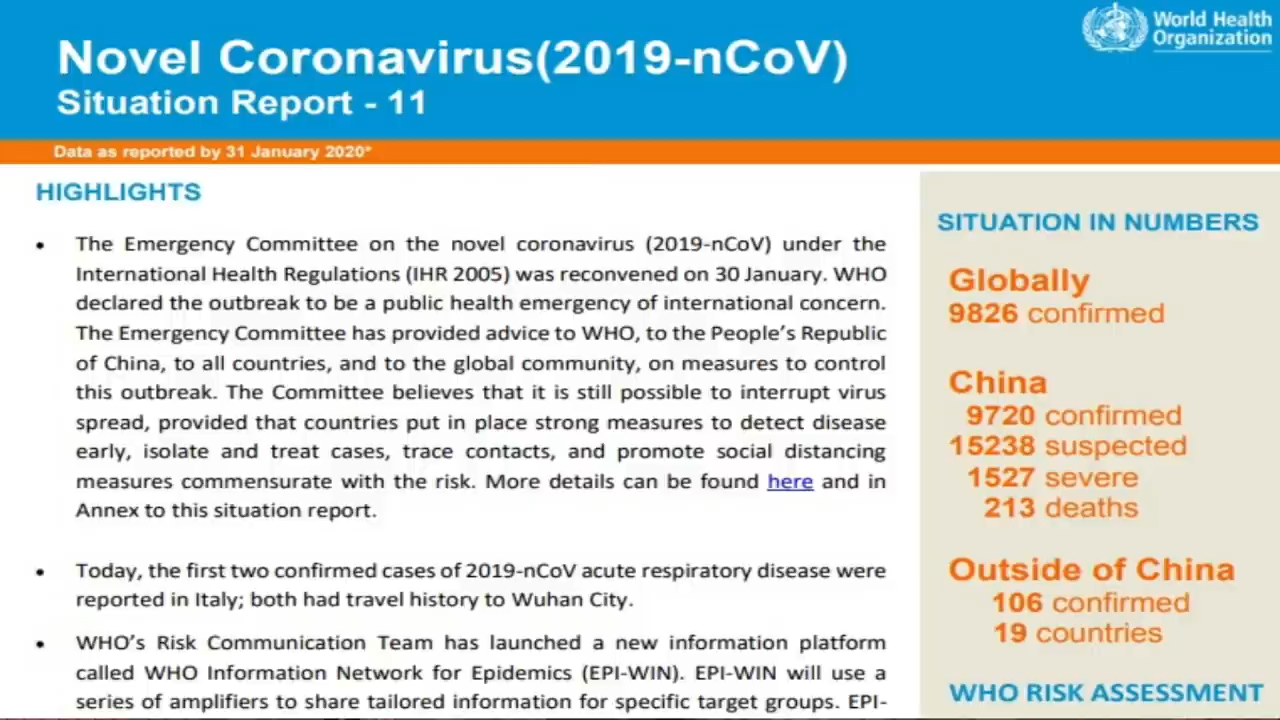 World Health
Organization
Novel Coronavirus(2019-nCoV)
Situation Report - 11
Data as reported by 31 January 2020*
HIGHLIGHTS
• The Emergency Committee on the novel coronavirus (2019-nCoV) under the
International Health Regulations (IHR 2005) was reconvened on 30 January. WHO
declared the outbreak to be a public health emergency of international concern.
The Emergency Committee has provided advice to WHO, to the People's Republic
of China, to all countries, and to the global community, on measures to control
this outbreak. The Committee believes that it is still possible to interrupt virus
spread, provided that countries put in place strong measures to detect disease
early, isolate and treat cases, trace contacts, and promote social distancing
measures commensurate with the risk. More details can be found here and in
Annex to this situation report.
• Today, the first two confirmed cases of 2019-nCoV acute respiratory disease were
reported in Italy; both had travel history to Wuhan City.
• WHO's Risk Communication Team has launched a new information platform
called WHO Information Network for Epidemics (EPI-WIN). EPI-WIN will use a
series of amplifiers to share tailored information for specific target groups. EPI-
SITUATION IN NUMBERS
Globally
9826 confirmed
China
9720 confirmed
15238 suspected
1527 severe
213 deaths
Outside of China
106 confirmed
19 countries
WHO RISK ASSESSMENT